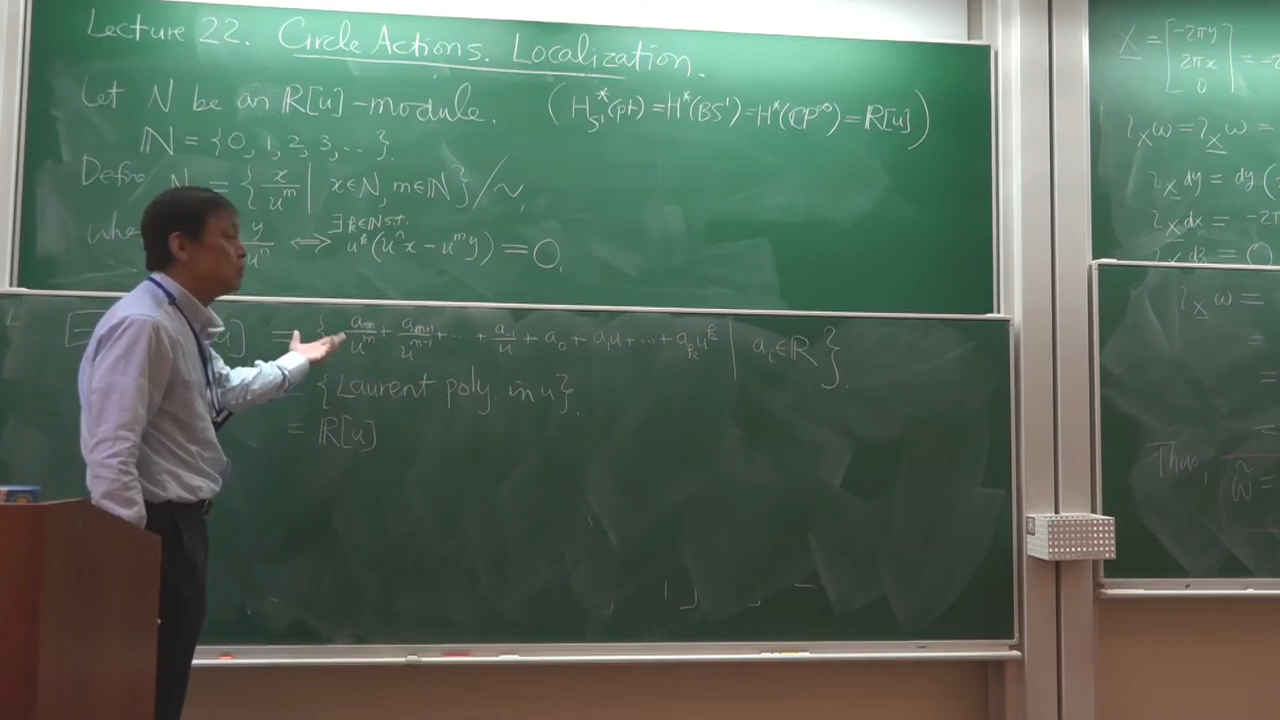 Lecture 22. Circle Actions. Localization.
Let N be an ℝ[u]-module. (H*_{S¹}(pt) = H*(BS¹) = H*(ℂP^∞) = ℝ[u])
ℕ = {0, 1, 2, 3, ...}.
Define = {x/u^m | x∈N, m∈ℕ}/~,
y/u^n ⟺ ∃ k∈ℕ s.t. u^k(u^n x − u^m y) = 0.
u] = { a_{-m}/u^m + a_{-m+1}/u^{m-1} + ... + a_{-1}/u + a_0 + a_1u + ... + a_k u^k | a_i∈ℝ }.
{Laurent poly. in u}.
= ℝ[u]
X = [−2πy 2πx 0] = −2
ι_X ω = ι_X ω =
ι_X dy = dy(
ι_X dx = −2π
ι_X dz = 0
ι_X ω =
=
Thus, ω̃ =